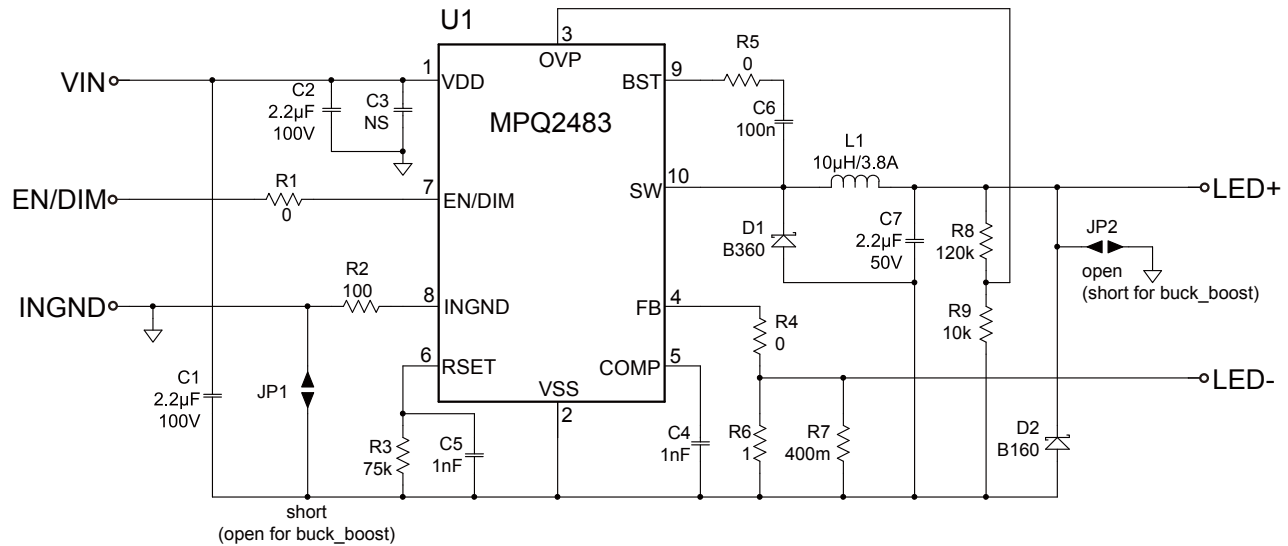 U1
3
OVP
VIN
1
VDD
C2
2.2µF
100V
C3
NS
MPQ2483
BST
9
R5
0
C6
100n
L1
10µH/3.8A
EN/DIM
R1
0
7
EN/DIM
SW
10
LED+
D1
B360
C7
2.2µF
50V
R8
120k
JP2
open
(short for buck_boost)
INGND
R2
100
8
INGND
FB
4
R4
0
R9
10k
6
RSET
COMP
5
LED-
VSS
2
C1
2.2µF
100V
JP1
R3
75k
C5
1nF
C4
1nF
R6
1
R7
400m
D2
B160
short
(open for buck_boost)